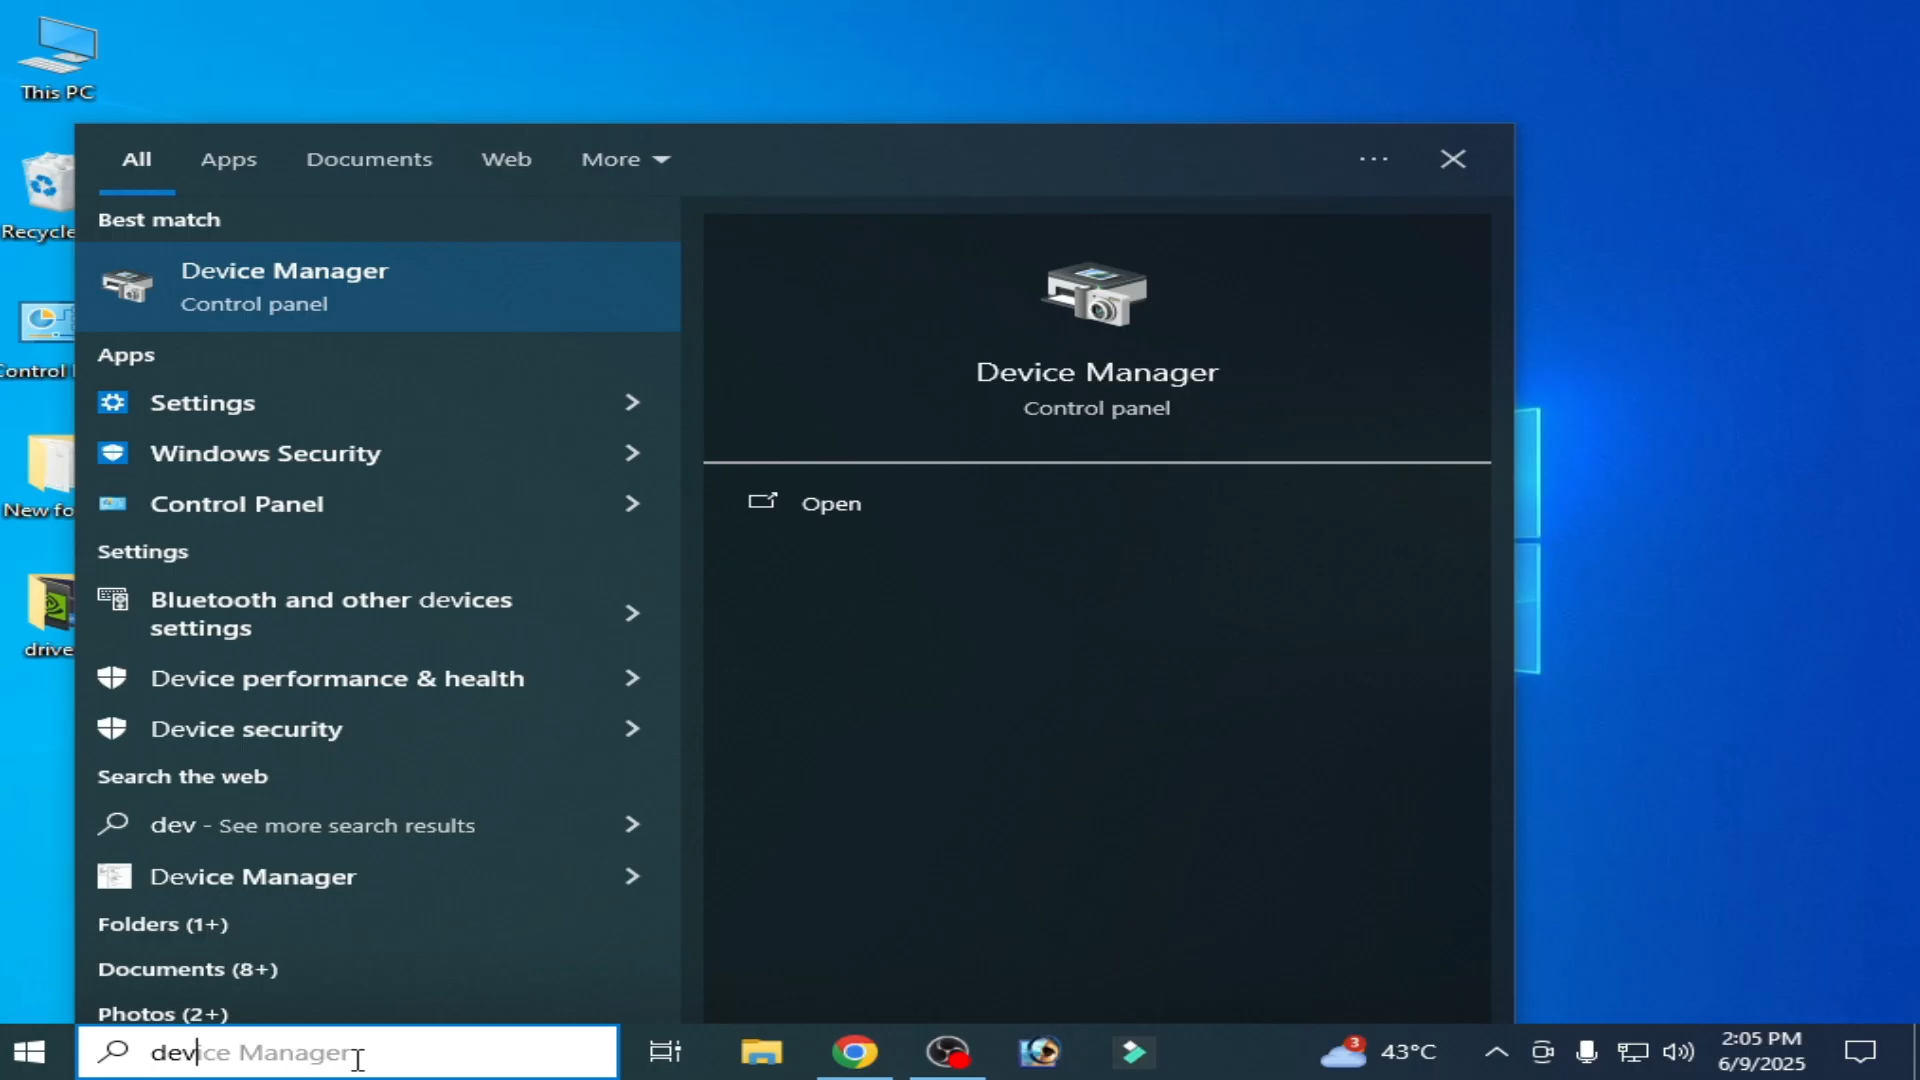 This PC
All Apps Documents Web More
Best match
Recycle
Device Manager
Control panel
Device Manager
Control panel
Apps
Control
Settings
Windows Security
Control Panel
Open
New fo
Settings
Bluetooth and other devices
settings
drive
Device performance & health
Device security
Search the web
dev - See more search results
Device Manager
Folders (1+)
Documents (8+)
Photos (2+)
device Manager
3
43°C
2:05 PM
6/9/2025